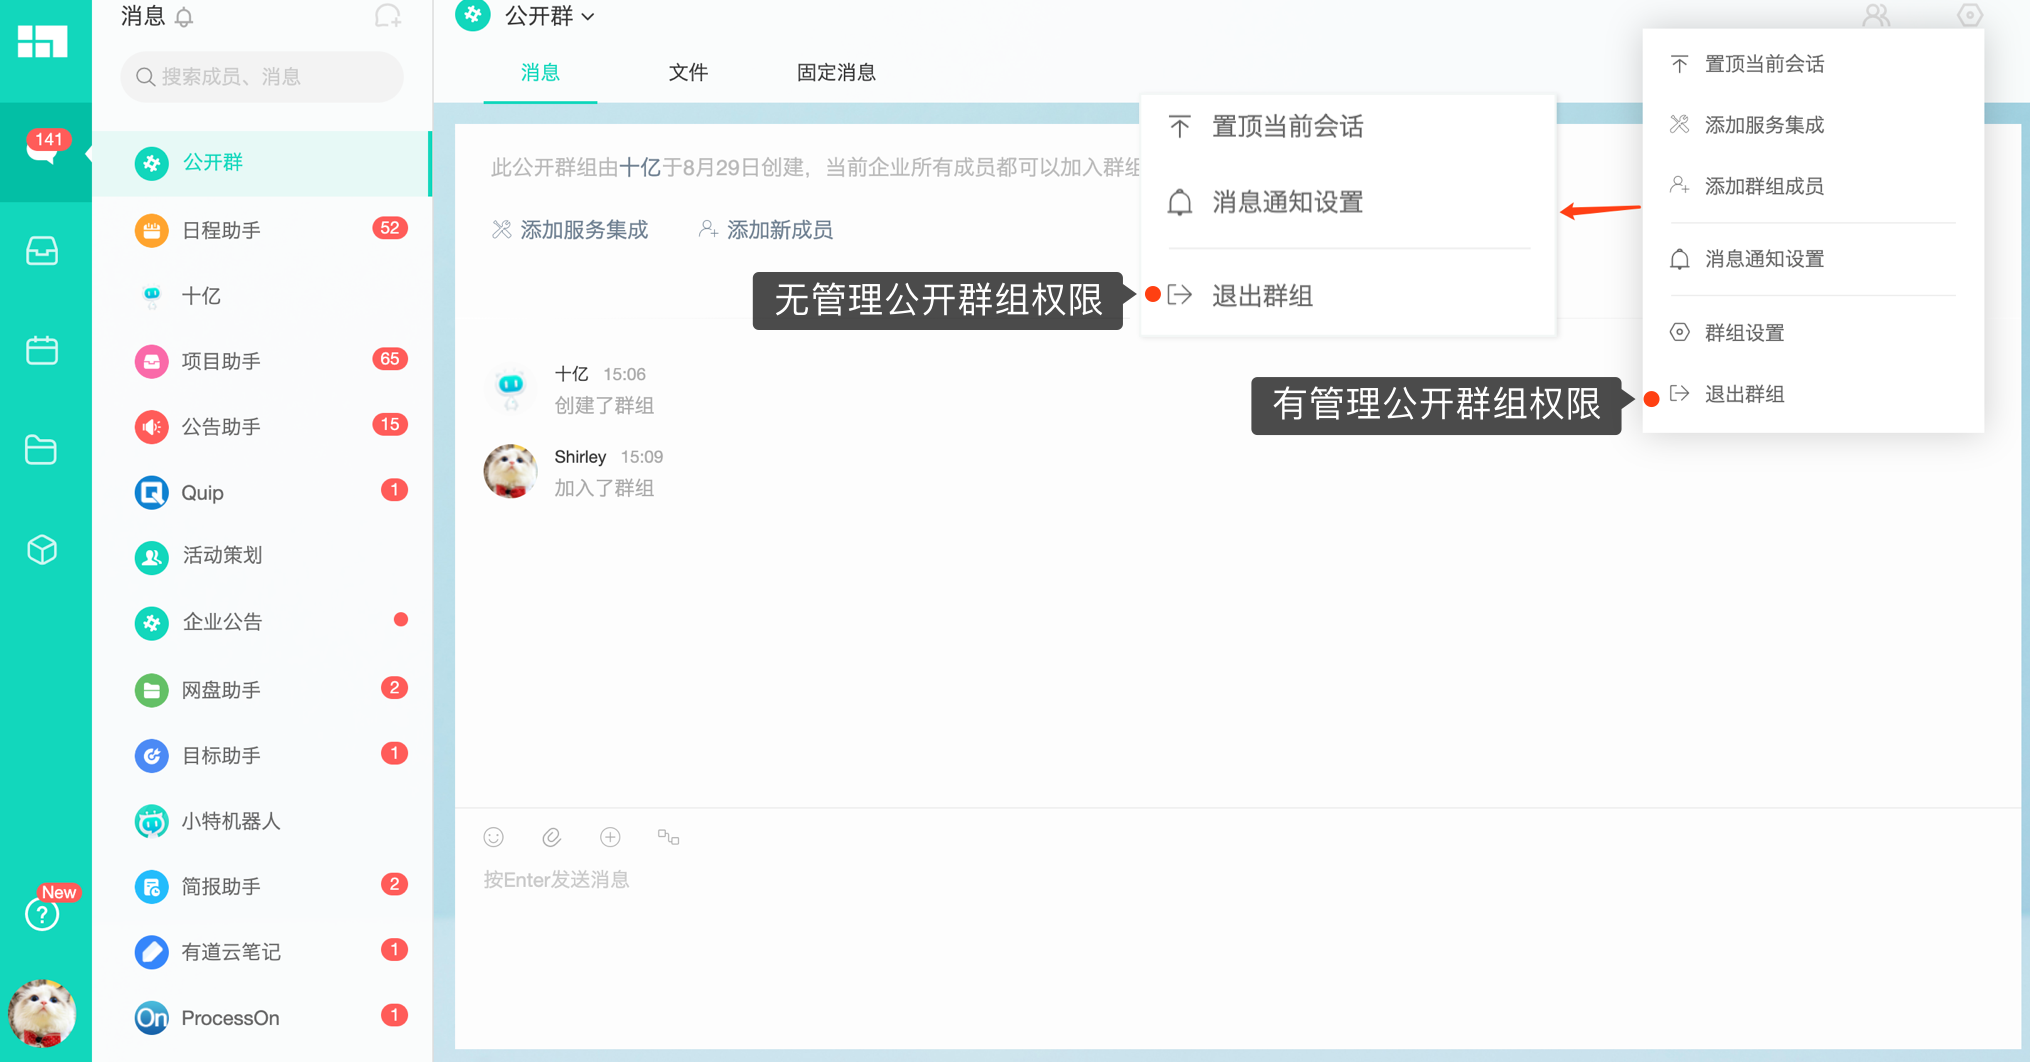 消息
搜索成员、消息
141
公开群
日程助手
52
十亿
项目助手
65
公告助手
15
Quip
1
活动策划
企业公告
网盘助手
2
目标助手
1
小特机器人
简报助手
2
有道云笔记
1
ProcessOn
1
New
公开群
消息
文件
固定消息
此公开群组由十亿于8月29日创建，当前企业所有成员都可以加入群组
添加服务集成
添加新成员
十亿 15:06
创建了群组
Shirley 15:09
加入了群组
按Enter发送消息
置顶当前会话
消息通知设置
退出群组
无管理公开群组权限
置顶当前会话
添加服务集成
添加群组成员
消息通知设置
群组设置
退出群组
有管理公开群组权限